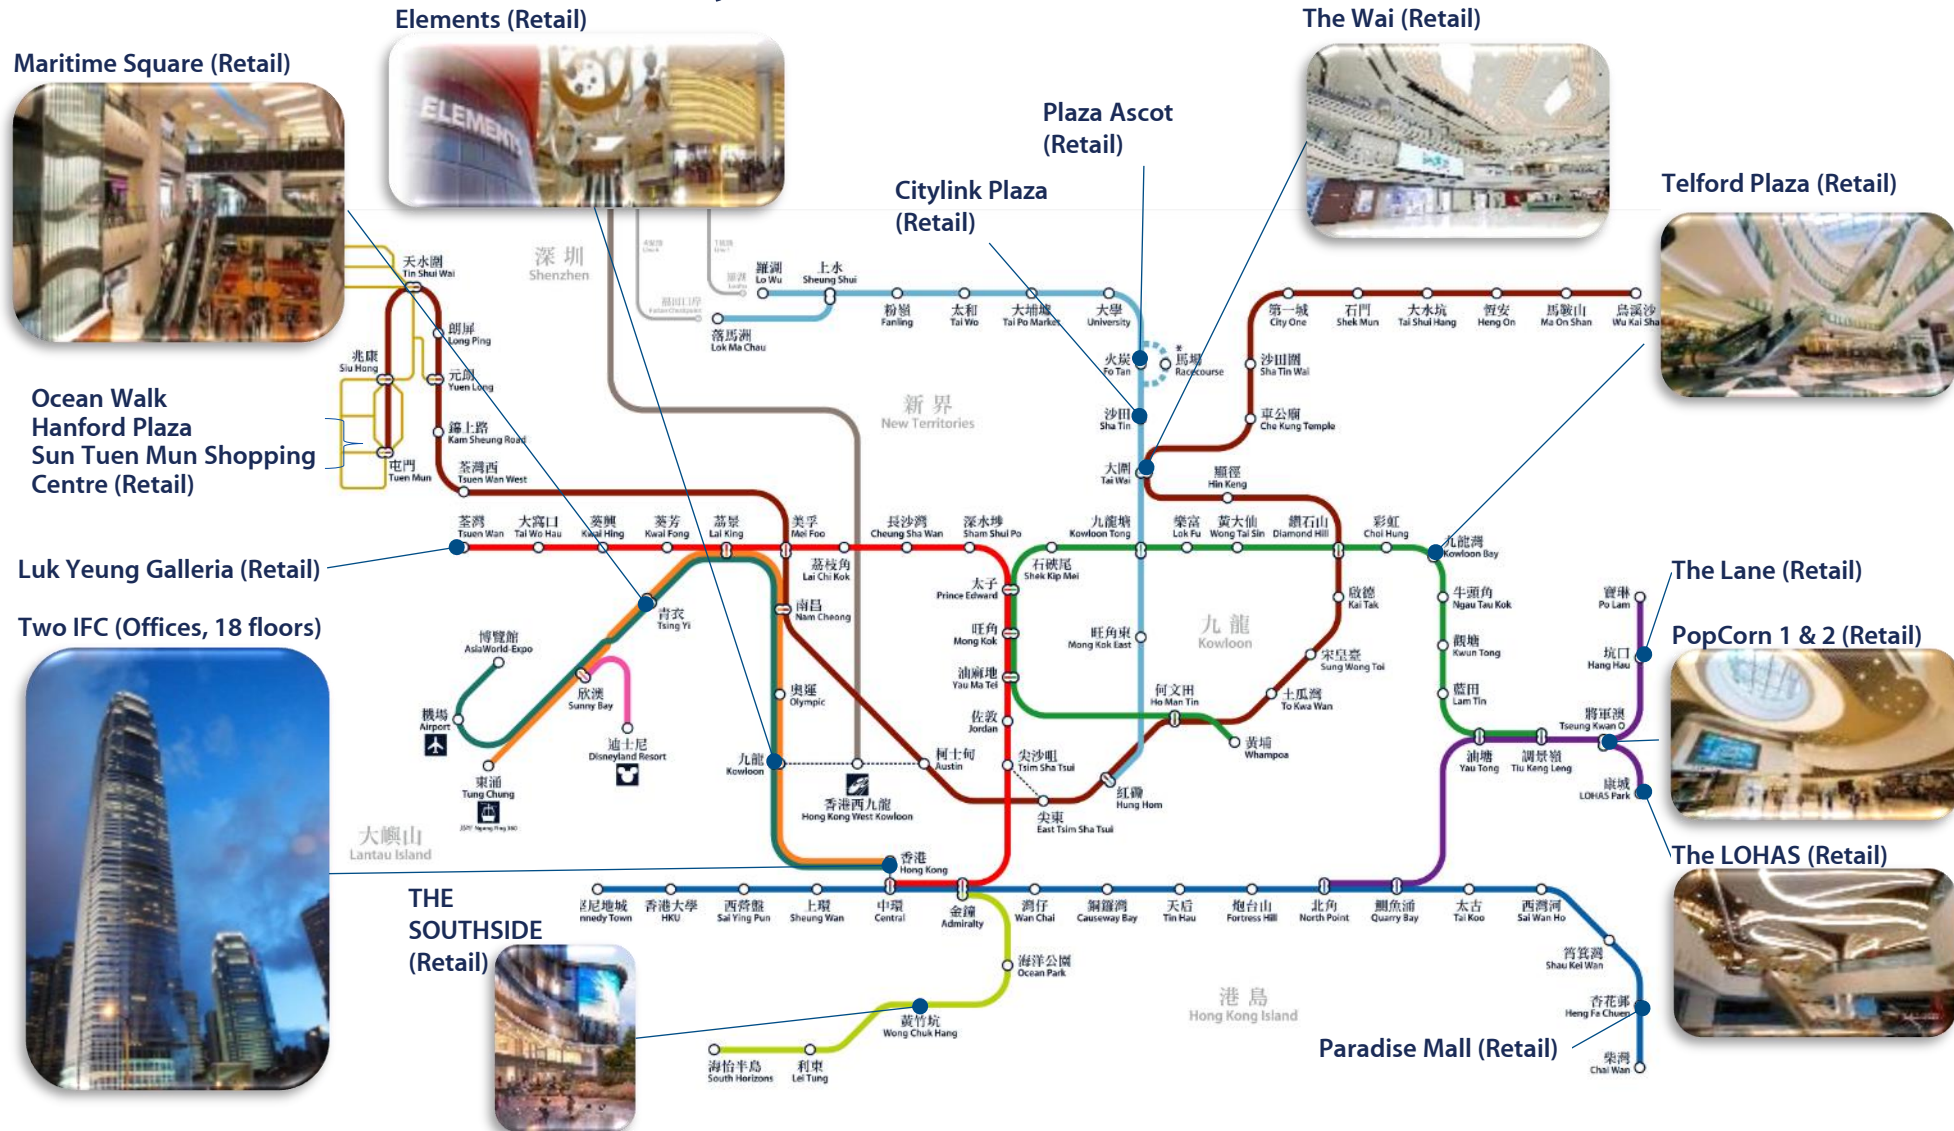 Elements (Retail)
The Wai (Retail)
Maritime Square (Retail)
ELEMENTS
Plaza Ascot
(Retail)
Citylink Plaza
(Retail)
Telford Plaza (Retail)
深圳
Shenzhen
天水圍
Tin Shui Wai
羅湖
Lo Wu
上水
Sheung Shui
粉嶺
Fanling
太和
Tai Wo
大埔墟
Tai Po Market
大學
University
落馬洲
Lok Ma Chau
第一城
City One
石門
Shek Mun
大水坑
Tai Shui Hang
恆安
Heng On
馬鞍山
Ma On Shan
烏溪沙
Wu Kai Sha
朗屏
Long Ping
兆康
Siu Hong
元朗
Yuen Long
火炭
Fo Tan
*
馬場
Racecourse
沙田圍
Sha Tin Wai
Ocean Walk
Hanford Plaza
Sun Tuen Mun Shopping
Centre (Retail)
新界
New Territories
沙田
Sha Tin
車公廟
Che Kung Temple
錦上路
Kam Sheung Road
屯門
Tuen Mun
荃灣西
Tsuen Wan West
大圍
Tai Wai
顯徑
Hin Keng
荃灣
Tsuen Wan
大窩口
Tai Wo Hau
葵興
Kwai Hing
葵芳
Kwai Fong
荔景
Lai King
美孚
Mei Foo
長沙灣
Cheung Sha Wan
深水埗
Sham Shui Po
九龍塘
Kowloon Tong
樂富
Lok Fu
黃大仙
Wong Tai Sin
鑽石山
Diamond Hill
彩虹
Choi Hung
九龍灣
Kowloon Bay
Luk Yeung Galleria (Retail)
荔枝角
Lai Chi Kok
石硤尾
Shek Kip Mei
太子
Prince Edward
啟德
Kai Tak
牛頭角
Ngau Tau Kok
寶琳
Po Lam
The Lane (Retail)
青衣
Tsing Yi
南昌
Nam Cheong
旺角
Mong Kok
旺角東
Mong Kok East
九龍
Kowloon
Two IFC (Offices, 18 floors)
博覽館
AsiaWorld-Expo
宋皇臺
Sung Wong Toi
觀塘
Kwun Tong
坑口
Hang Hau
PopCorn 1 & 2 (Retail)
欣澳
Sunny Bay
奧運
Olympic
油麻地
Yau Ma Tei
何文田
Ho Man Tin
土瓜灣
To Kwa Wan
藍田
Lam Tin
機場
Airport
迪士尼
Disneyland Resort
佐敦
Jordan
黃埔
Whampoa
將軍澳
Tseung Kwan O
油塘
Yau Tong
調景嶺
Tiu Keng Leng
東涌
Tung Chung
九龍
Kowloon
柯士甸
Austin
尖沙咀
Tsim Sha Tsui
康城
LOHAS Park
香港西九龍
Hong Kong West Kowloon
紅磡
Hung Hom
尖東
East Tsim Sha Tsui
大嶼山
Lantau Island
香港
Hong Kong
The LOHAS (Retail)
THE
SOUTHSIDE
(Retail)
堅尼地城
nnedy Town
香港大學
HKU
西營盤
Sai Ying Pun
上環
Sheung Wan
中環
Central
金鐘
Admiralty
灣仔
Wan Chai
銅鑼灣
Causeway Bay
天后
Tin Hau
炮台山
Fortress Hill
北角
North Point
鰂魚涌
Quarry Bay
太古
Tai Koo
西灣河
Sai Wan Ho
筲箕灣
Shau Kei Wan
海洋公園
Ocean Park
港島
Hong Kong Island
杏花邨
Heng Fa Chuen
黃竹坑
Wong Chuk Hang
Paradise Mall (Retail)
海怡半島
South Horizons
利東
Lei Tung
柴灣
Chai Wan